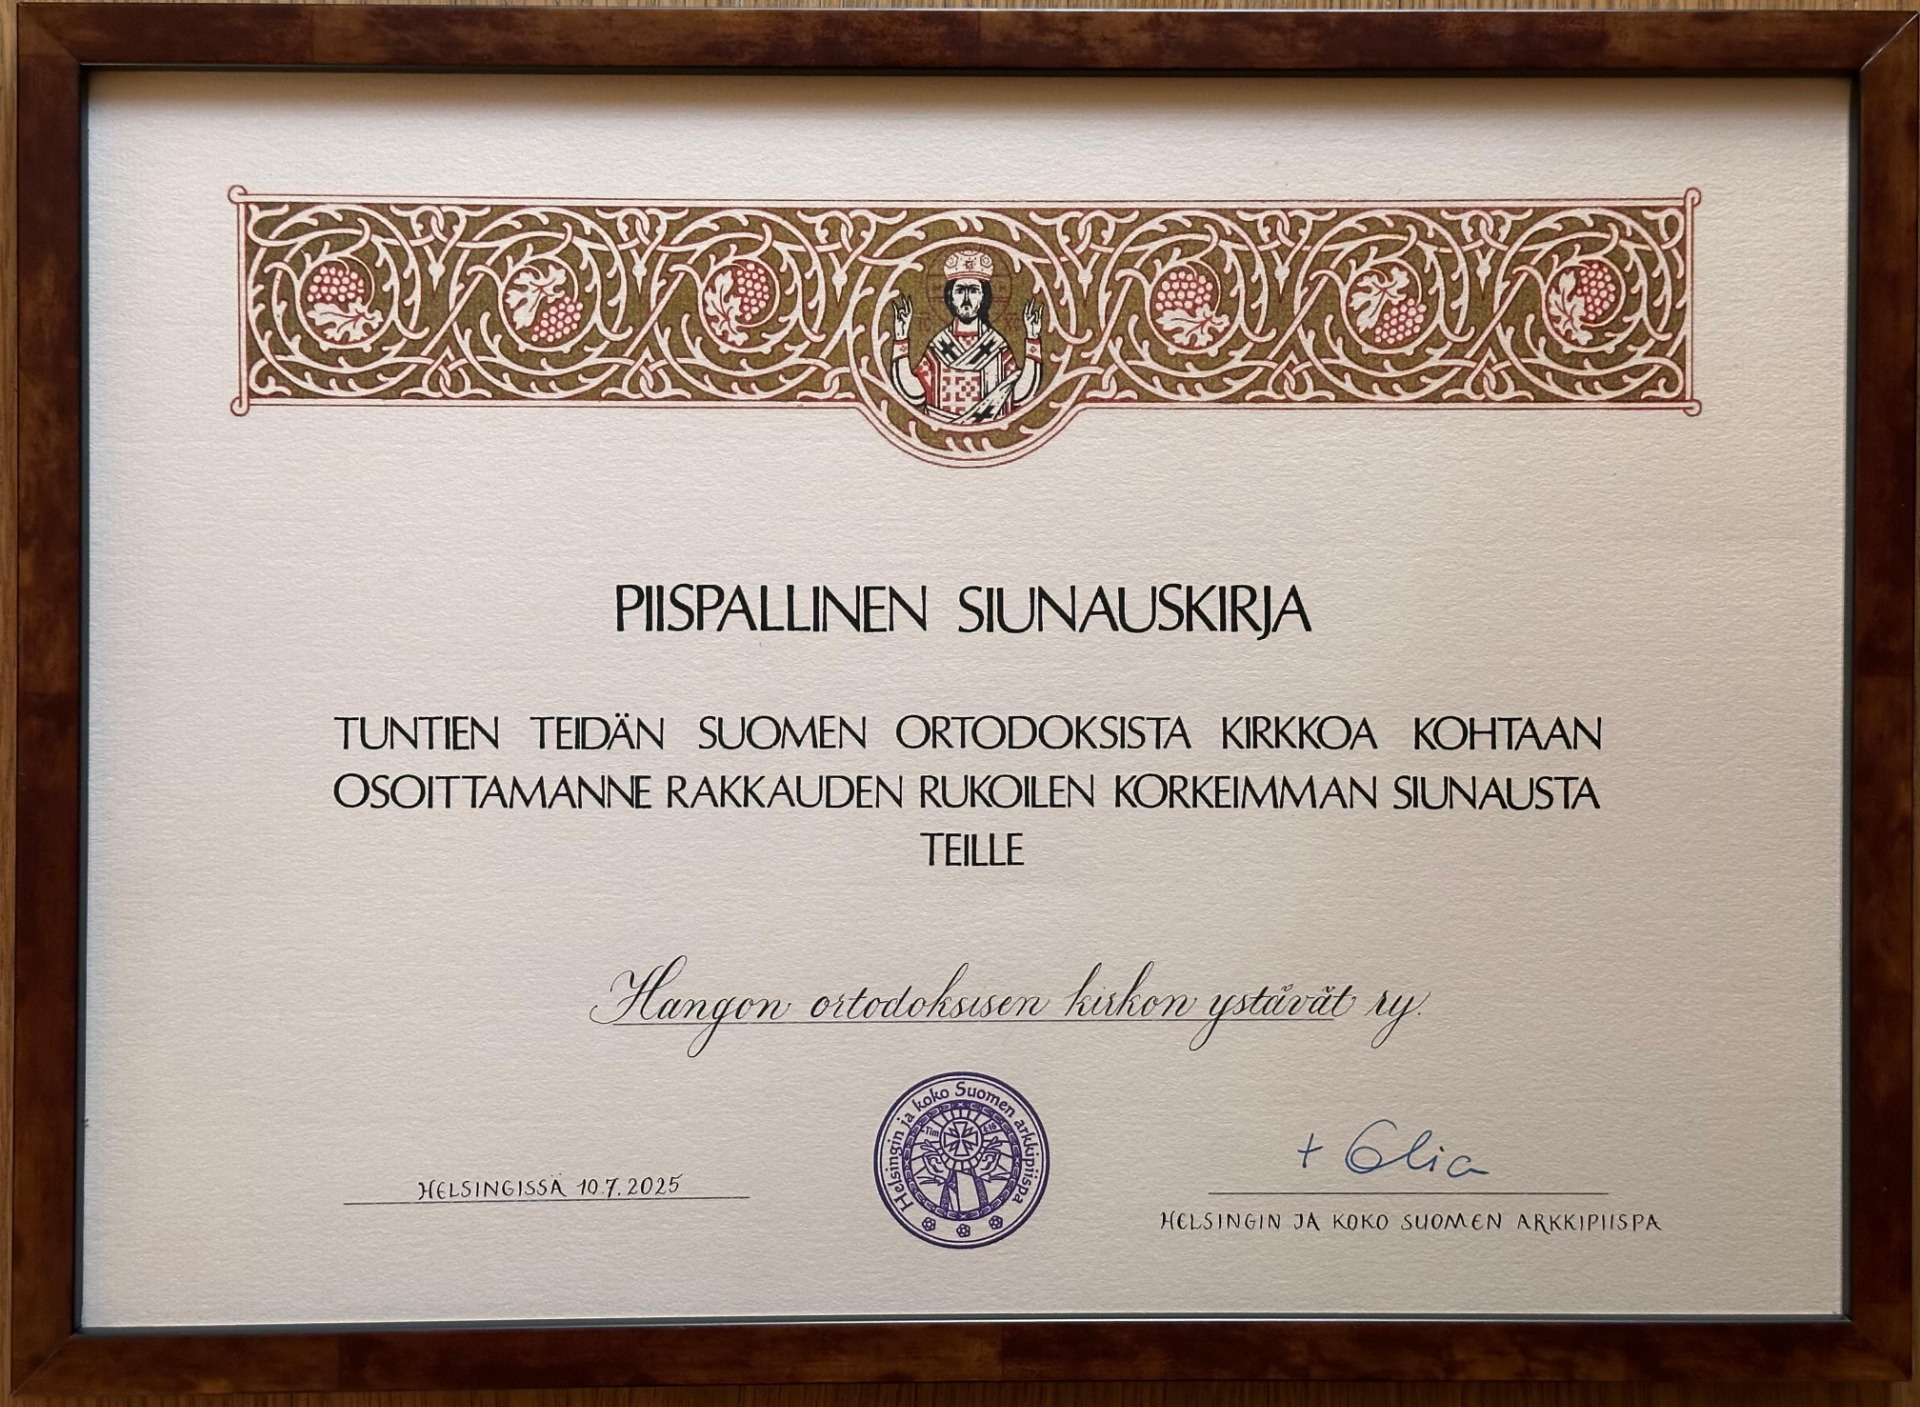 PIISPALLINEN SIUNAUSKIRJA
TUNTIEN TEIDÄN SUOMEN ORTODOKSISTA KIRKKOA KOHTAAN
OSOITTAMANNE RAKKAUDEN RUKOILEN KORKEIMMAN SIUNAUSTA
TEILLE
Hangon ortodoksisen kirkon ystävät ry.
Helsingin ja koko Suomen arkkipiispa
HELSINGISSÄ 10.7.2025
+ Elia
HELSINGIN JA KOKO SUOMEN ARKKIPIISPA